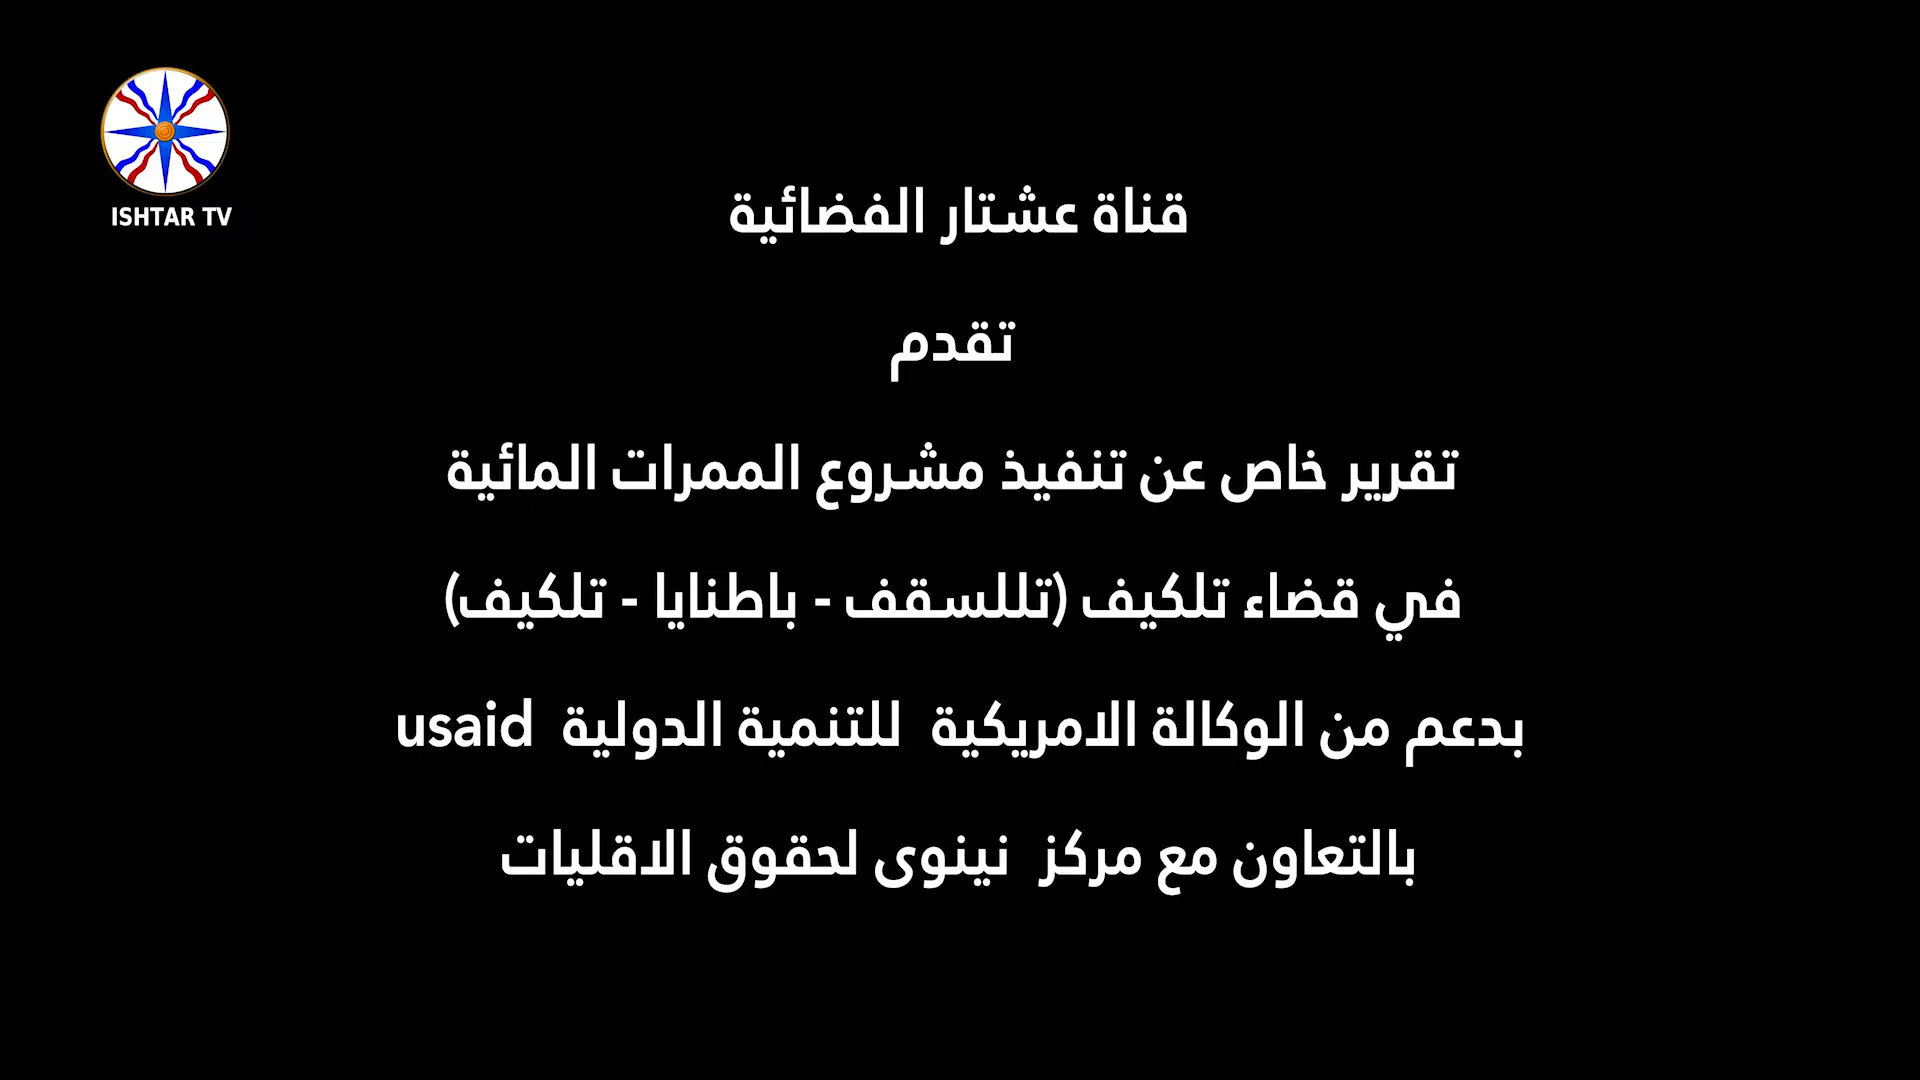 ISHTAR TV
قناة عشتار الفضائية
تقدم
تقرير خاص عن تنفيذ مشروع الممرات المائية
في قضاء تلكيف (تللسقف - باطنايا - تلكيف)
بدعم من الوكالة الامريكية للتنمية الدولية usaid
بالتعاون مع مركز نينوى لحقوق الاقليات